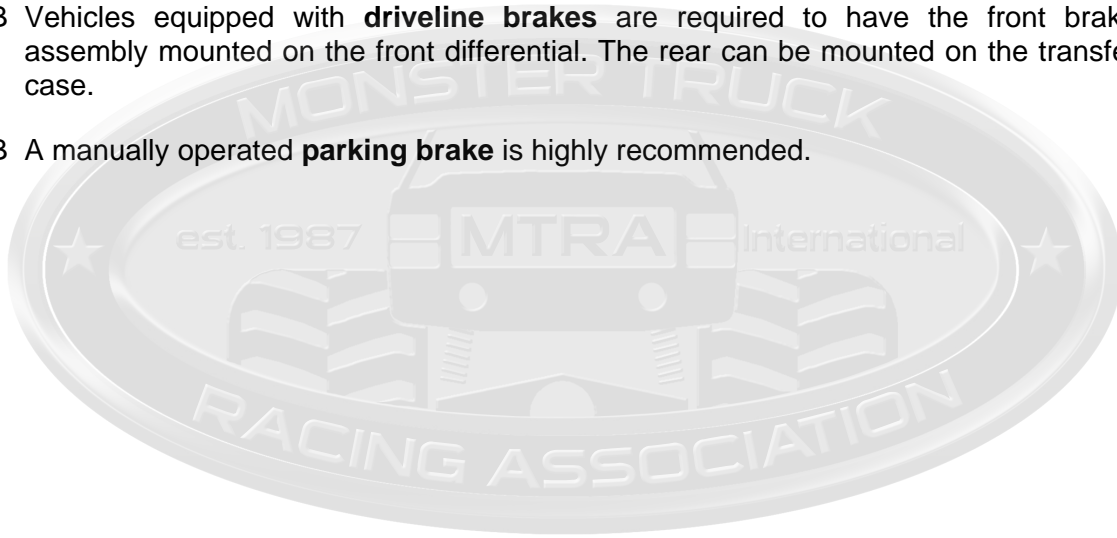 Vehicles equipped with driveline brakes are required to have the front brak
assembly mounted on the front differential. The rear can be mounted on the transfe
case.
A manually operated parking brake is highly recommended.
MONSTER TRUCK
est. 1987 MTRA International
RACING ASSOCIATION